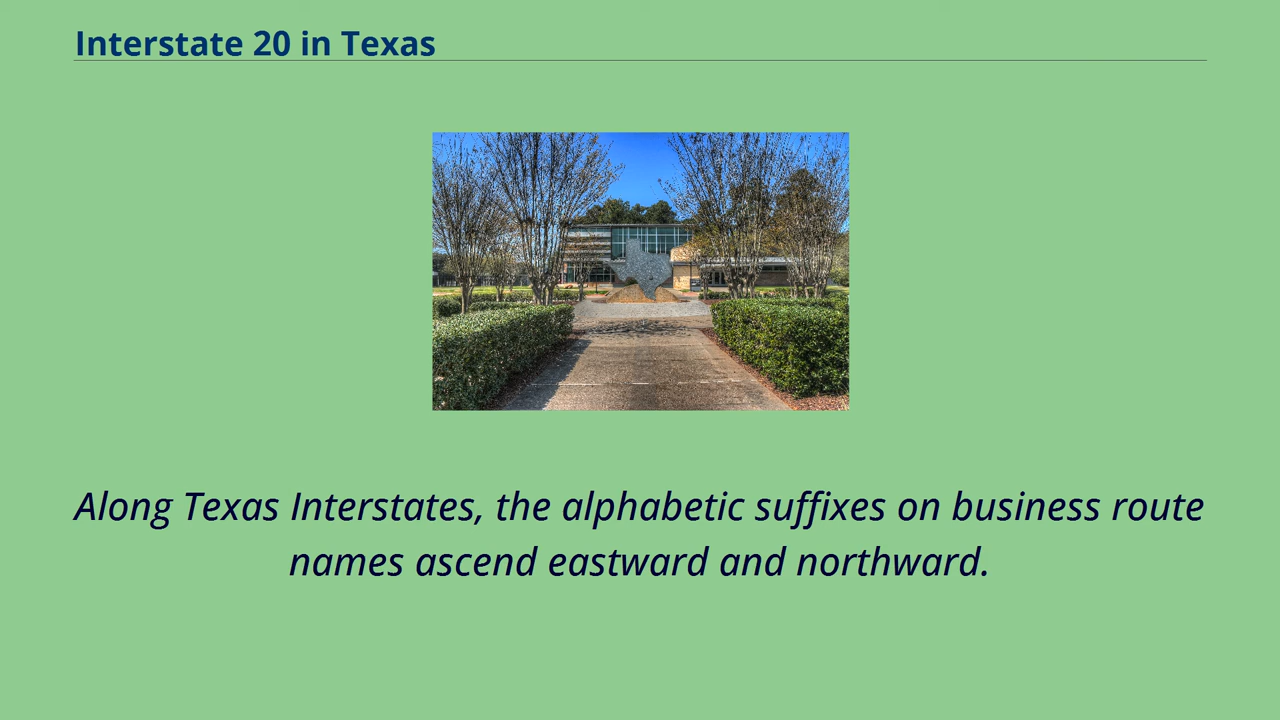 Interstate 20 in Texas
Along Texas Interstates, the alphabetic suffixes on business route
names ascend eastward and northward.